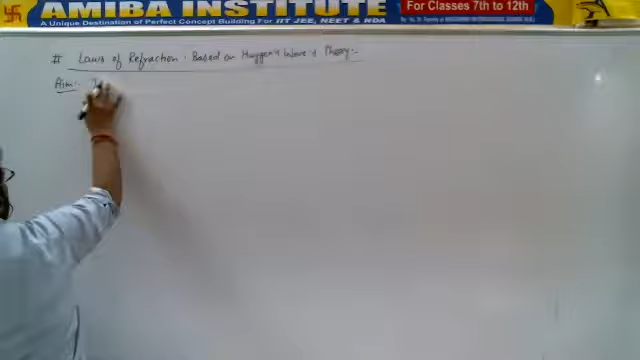 AMIBA INSTITUTE
For Classes 7th to 12th
A Unique Destination of Perfect Concept Building For IIT JEE, NEET & NDA
# Laws of Refraction. Based on Huygen's Wave Theory:-
Aim:-